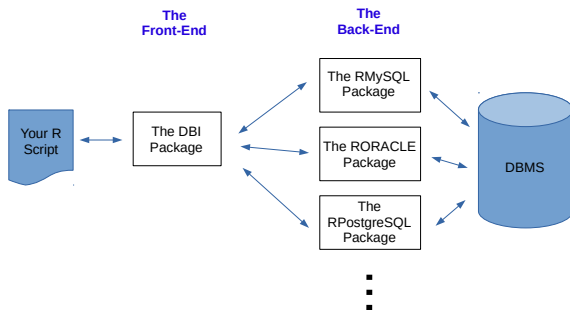 The
Front-End
The
Back-End
Your R
Script
The DBI
Package
The RMySQL
Package
The RORACLE
Package
The
RPostgreSQL
Package
DBMS